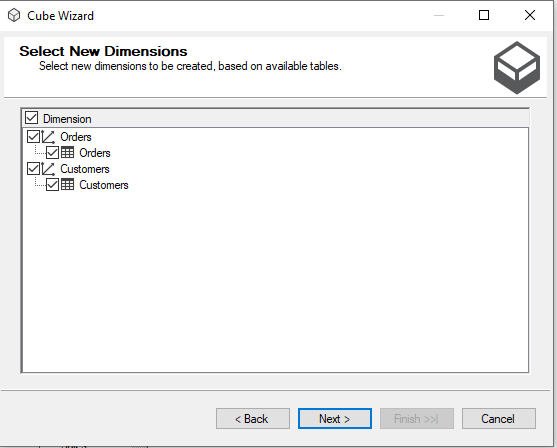 Cube Wizard
Select New Dimensions
Select new dimensions to be created, based on available tables.
Dimension
Orders
Orders
Customers
Customers
< Back
Next >
Finish >>|
Cancel